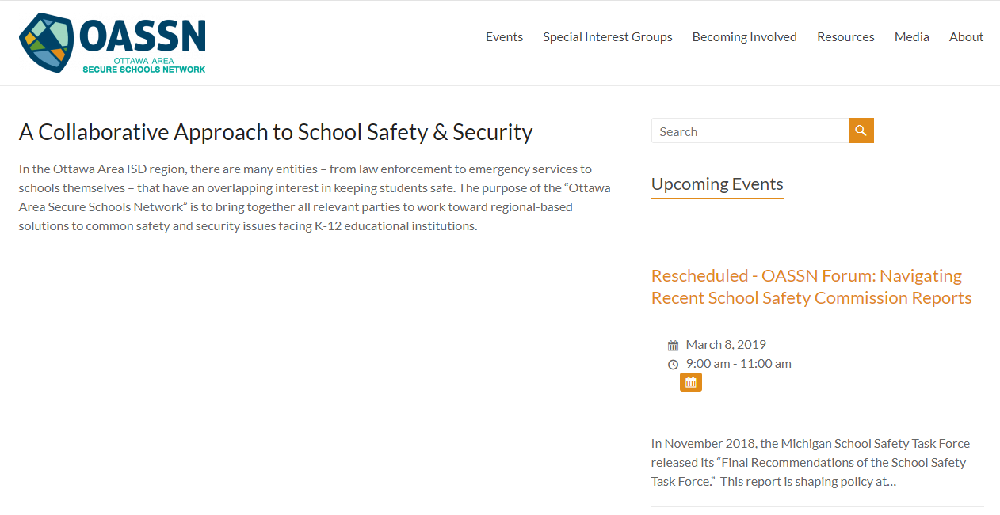 OASSN
OTTAWA AREA
SECURE SCHOOLS NETWORK
Events Special Interest Groups Becoming Involved Resources Media About
A Collaborative Approach to School Safety & Security
In the Ottawa Area ISD region, there are many entities – from law enforcement to emergency services to
schools themselves – that have an overlapping interest in keeping students safe. The purpose of the “Ottawa
Area Secure Schools Network” is to bring together all relevant parties to work toward regional-based
solutions to common safety and security issues facing K-12 educational institutions.
Search
Upcoming Events
Rescheduled - OASSN Forum: Navigating
Recent School Safety Commission Reports
March 8, 2019
9:00 am - 11:00 am
In November 2018, the Michigan School Safety Task Force
released its “Final Recommendations of the School Safety
Task Force.”  This report is shaping policy at…